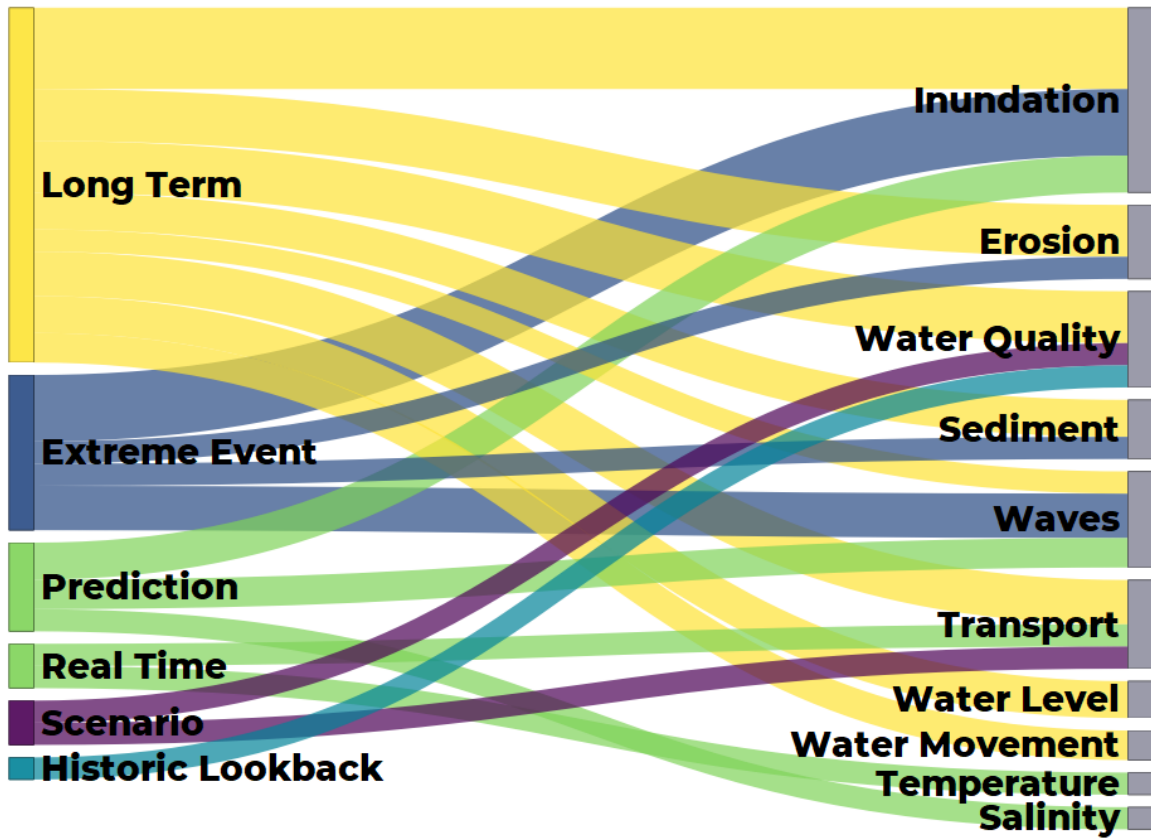 Long Term
Extreme Event
Prediction
Real Time
Scenario
Historic Lookback
Inundation
Erosion
Water Quality
Sediment
Waves
Transport
Water Level
Water Movement
Temperature
Salinity